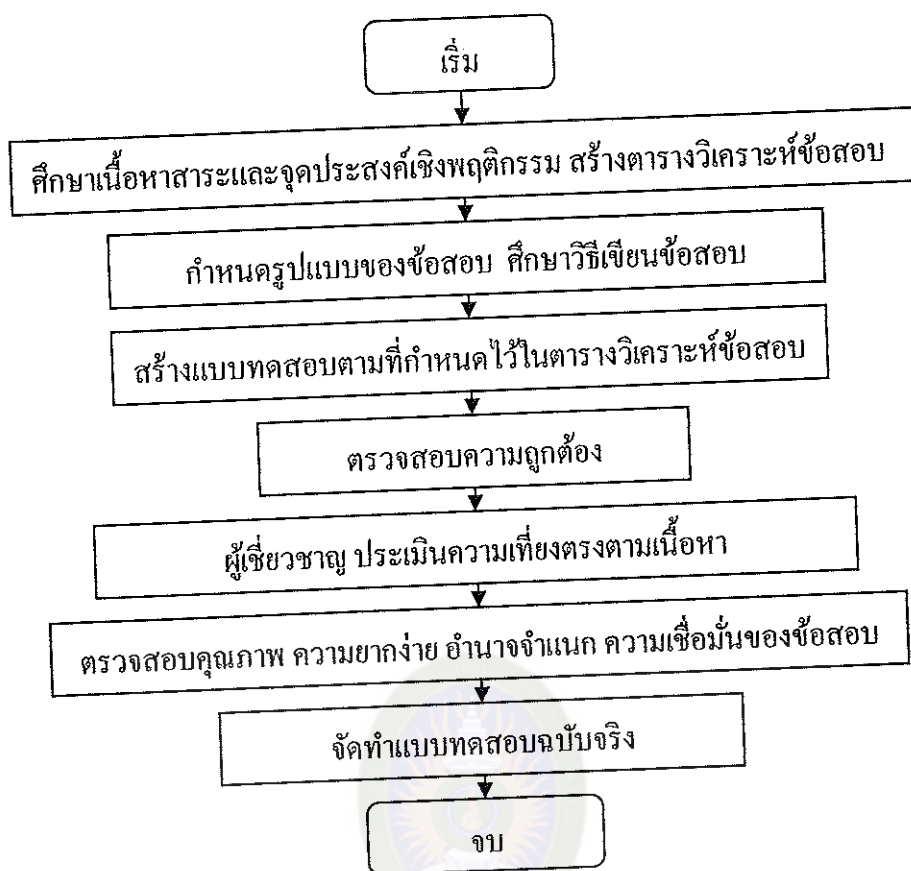 เริ่ม
ศึกษาเนื้อหาสาระและจุดประสงค์เชิงพฤติกรรม สร้างตารางวิเคราะห์ข้อสอบ
กำหนดรูปแบบของข้อสอบ ศึกษาวิธีเขียนข้อสอบ
สร้างแบบทดสอบตามที่กำหนดไว้ในตารางวิเคราะห์ข้อสอบ
ตรวจสอบความถูกต้อง
ผู้เชี่ยวชาญ ประเมินความเที่ยงตรงตามเนื้อหา
ตรวจสอบคุณภาพ ความยากง่าย อำนาจจำแนก ความเชื่อมั่นของข้อสอบ
จัดทำแบบทดสอบฉบับจริง
จบ